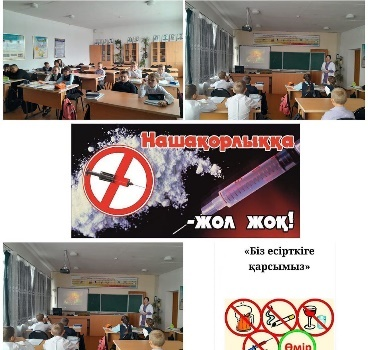 Нашақорлыққа
-жол жоқ!
«Біз есірткіге
қарсымыз»
Өмір